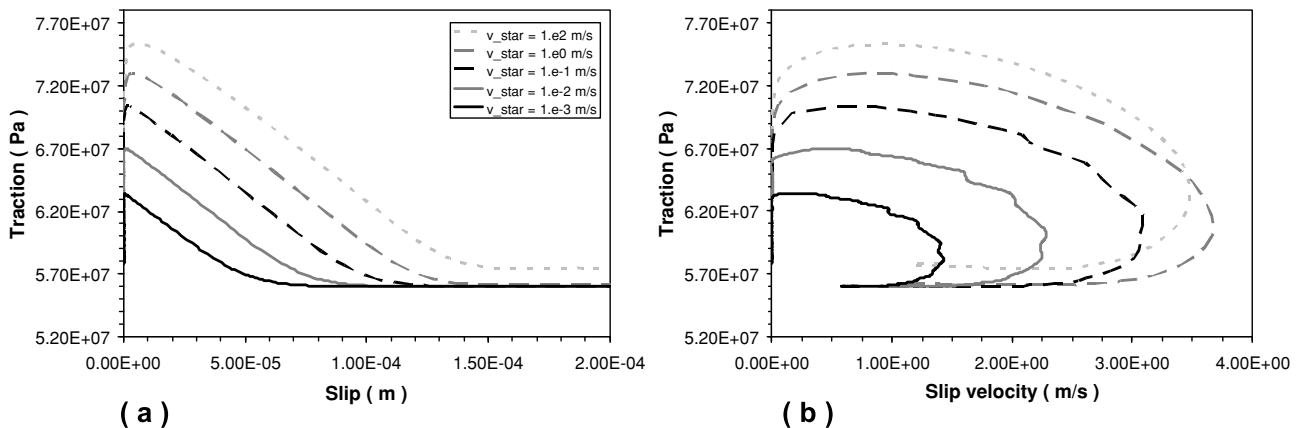 7.70E+07
7.20E+07
6.70E+07
6.20E+07
5.70E+07
5.20E+07
Traction ( Pa )
0.00E+00 5.00E-05 1.00E-04 1.50E-04 2.00E-04
Slip ( m )
v_star = 1.e2 m/s
v_star = 1.e0 m/s
v_star = 1.e-1 m/s
v_star = 1.e-2 m/s
v_star = 1.e-3 m/s
( a )
7.70E+07
7.20E+07
6.70E+07
6.20E+07
5.70E+07
5.20E+07
Traction ( Pa )
0.00E+00 1.00E+00 2.00E+00 3.00E+00 4.00E+00
Slip velocity ( m/s )
( b )